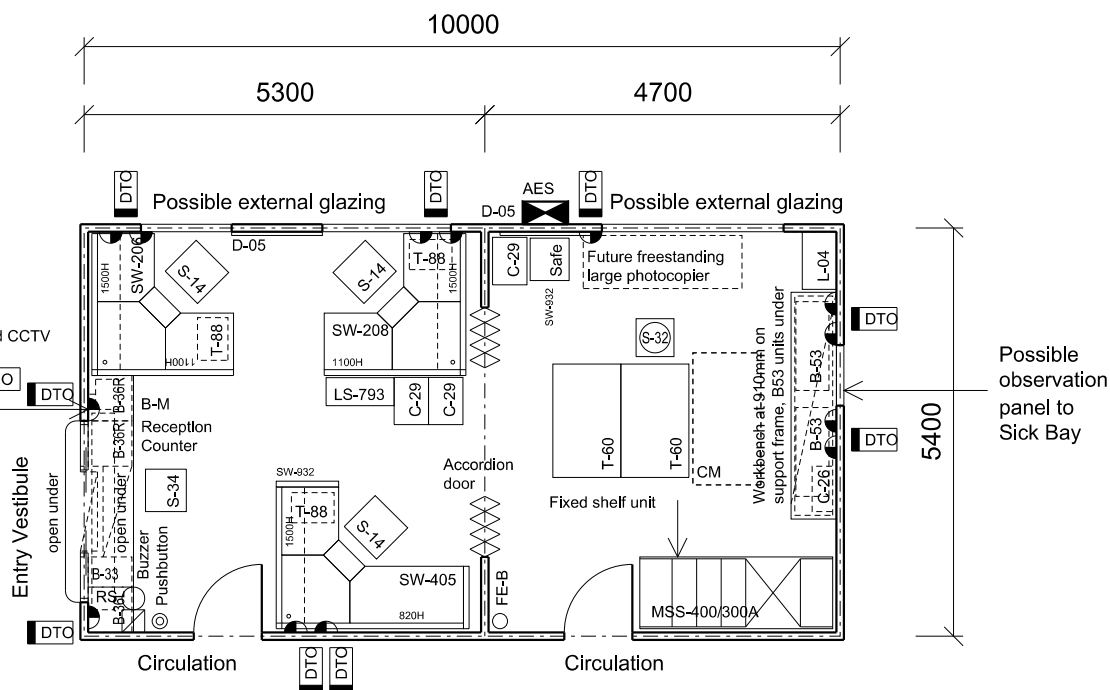 10000
5300
4700
DTO
DTO
AES
DTO
Possible external glazing
D-05
Possible external glazing
D-05
SW-206
1500H
S-14
S-14
T-88
1500H
C-29
Safe
Future freestanding
large photocopier
L-04
SW-932
T-88
1100H
SW-208
1100H
S-32
d CCTV
O
DTO
B-36R
B-M
Reception
Counter
B-36R
LS-793
C-29
C-29
T-60
T-60
CM
Workbench at 910mm on
support frame, B53 units under
B-53
B-53
C-26
DTO
DTO
Possible
observation
panel to
Sick Bay
5400
Entry Vestibule
open under
open under
S-34
SW-932
T-88
1500H
S-14
Accordion
door
Fixed shelf unit
B-33
RS
B-36L
Buzzer
Pushbutton
SW-405
820H
FE-B
MSS-400/300A
DTO
Circulation
DTO
DTO
Circulation